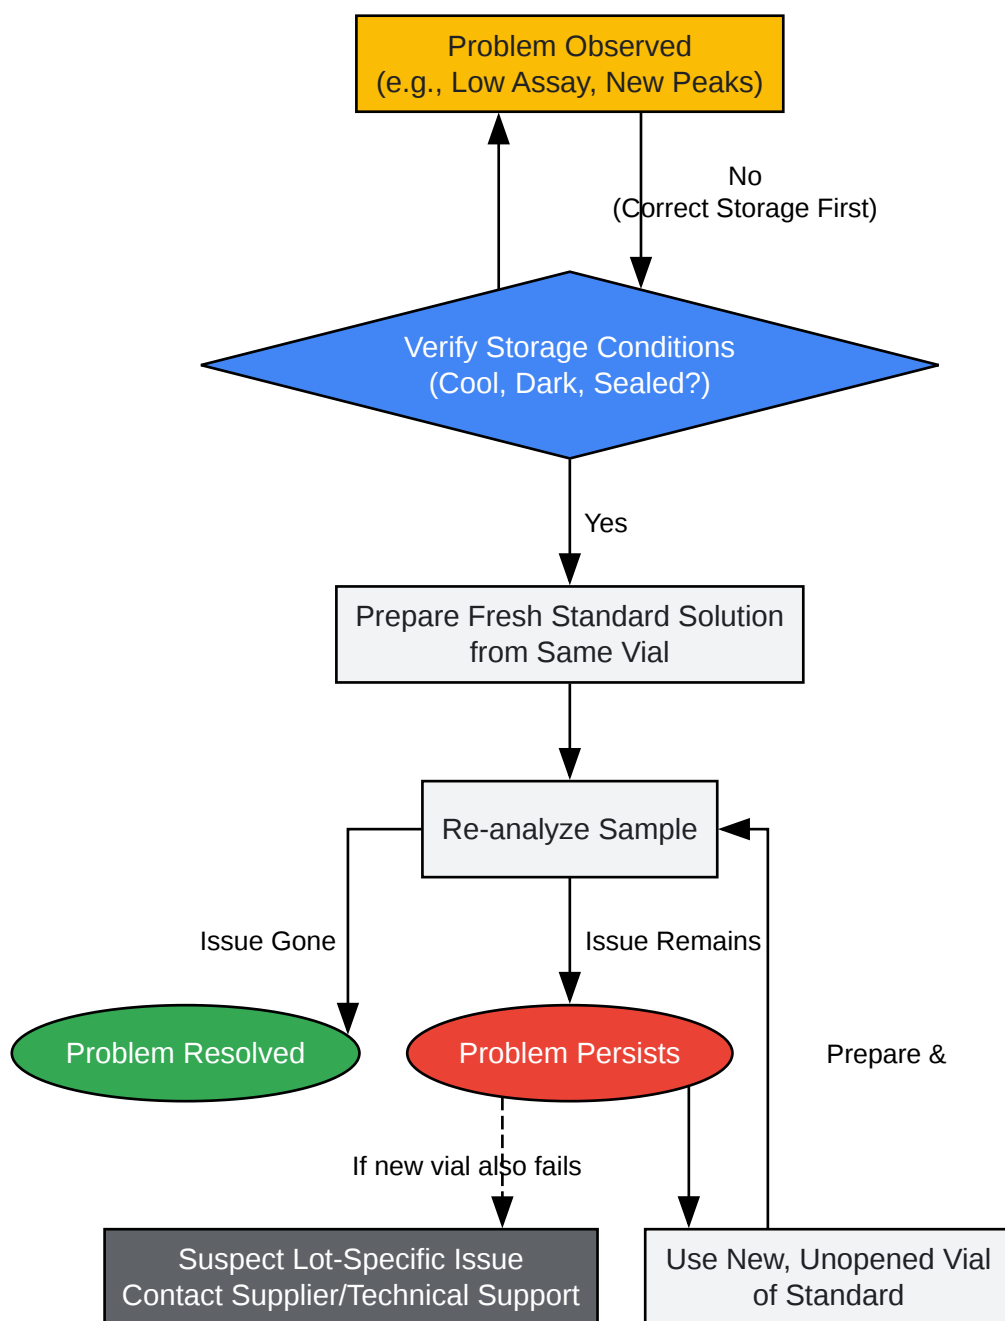 Problem Observed
(e.g., Low Assay, New Peaks)
No
(Correct Storage First)
Verify Storage Conditions
(Cool, Dark, Sealed?)
Yes
Prepare Fresh Standard Solution
from Same Vial
Re-analyze Sample
Issue Gone
Issue Remains
Problem Resolved
Problem Persists
Prepare &
If new vial also fails
Suspect Lot-Specific Issue
Contact Supplier/Technical Support
Use New, Unopened Vial
of Standard